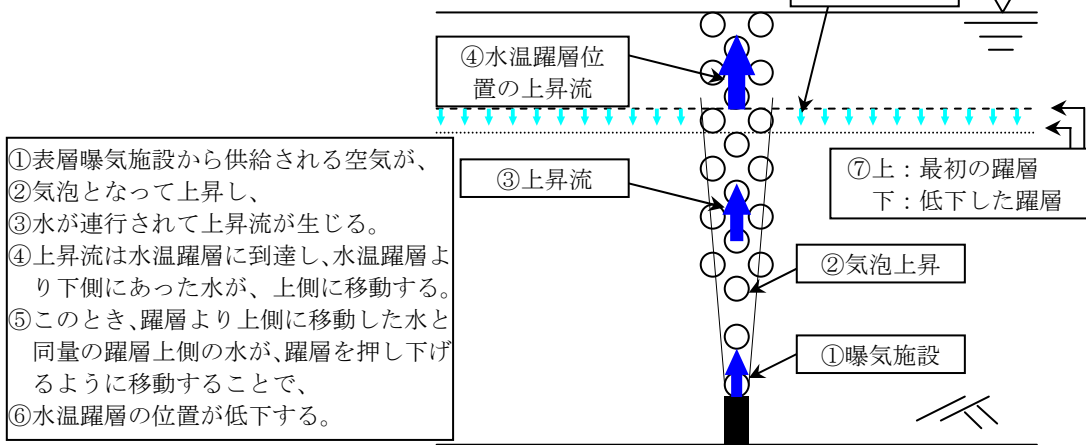 ④水温躍層位
置の上昇流
①表層曝気施設から供給される空気が、
②気泡となって上昇し、
③水が連行されて上昇流が生じる。
④上昇流は水温躍層に到達し、水温躍層よ
り下側にあった水が、上側に移動する。
⑤このとき、躍層より上側に移動した水と
同量の躍層上側の水が、躍層を押し下げ
るように移動することで、
⑥水温躍層の位置が低下する。
③上昇流
⑦上：最初の躍層
下：低下した躍層
②気泡上昇
①曝気施設